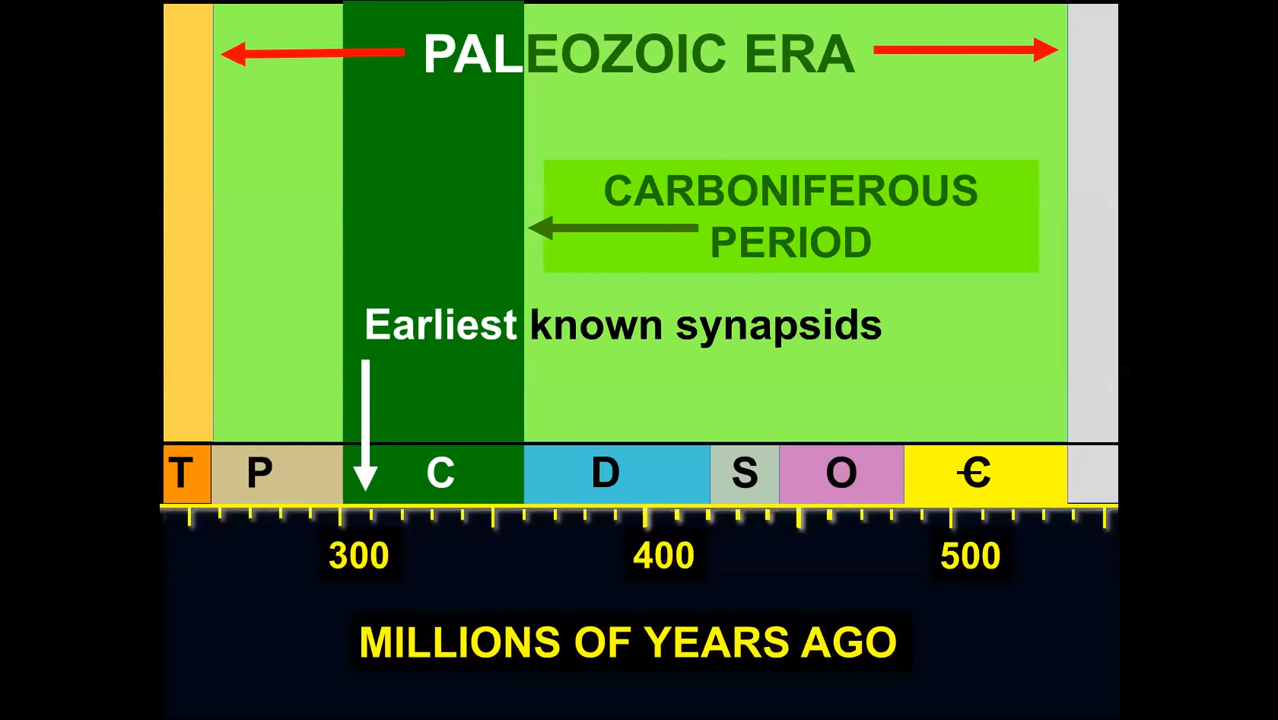 PALEOZOIC ERA
CARBONIFEROUS
PERIOD
Earliest known synapsids
T P C D S O €
300 400 500
MILLIONS OF YEARS AGO